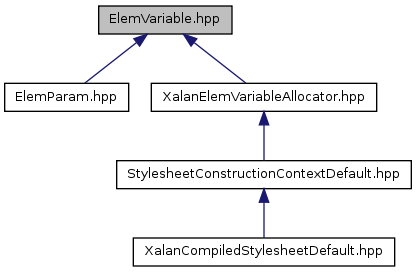 ElemVariable.hpp
ElemParam.hpp
XalanElemVariableAllocator.hpp
StylesheetConstructionContextDefault.hpp
XalanCompiledStylesheetDefault.hpp